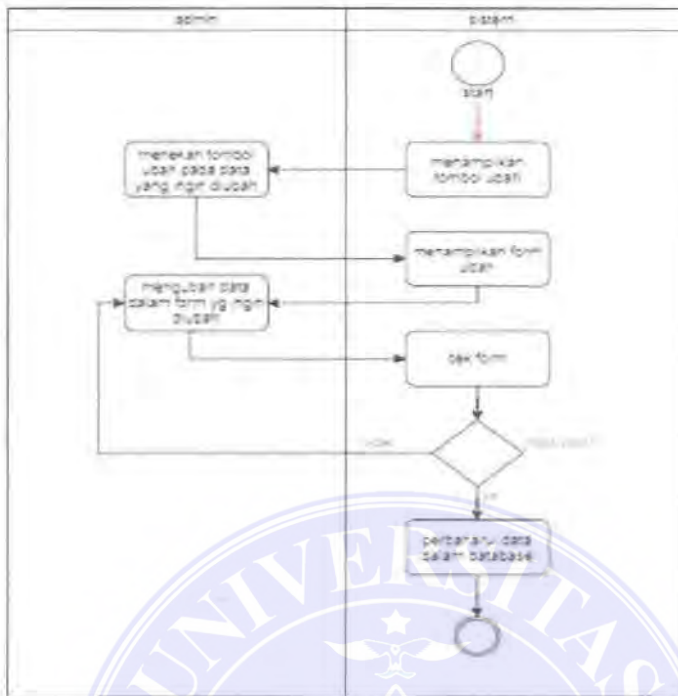 admin
sistem
start
menampilkan
tombol ubah
menekan tombol
ubah pada data
yang ingin diubah
menampilkan form
ubah
mengubah data
dalam form yg ingin
diubah
cek form
perbaharui data
dalam database
UNIVERSITAS